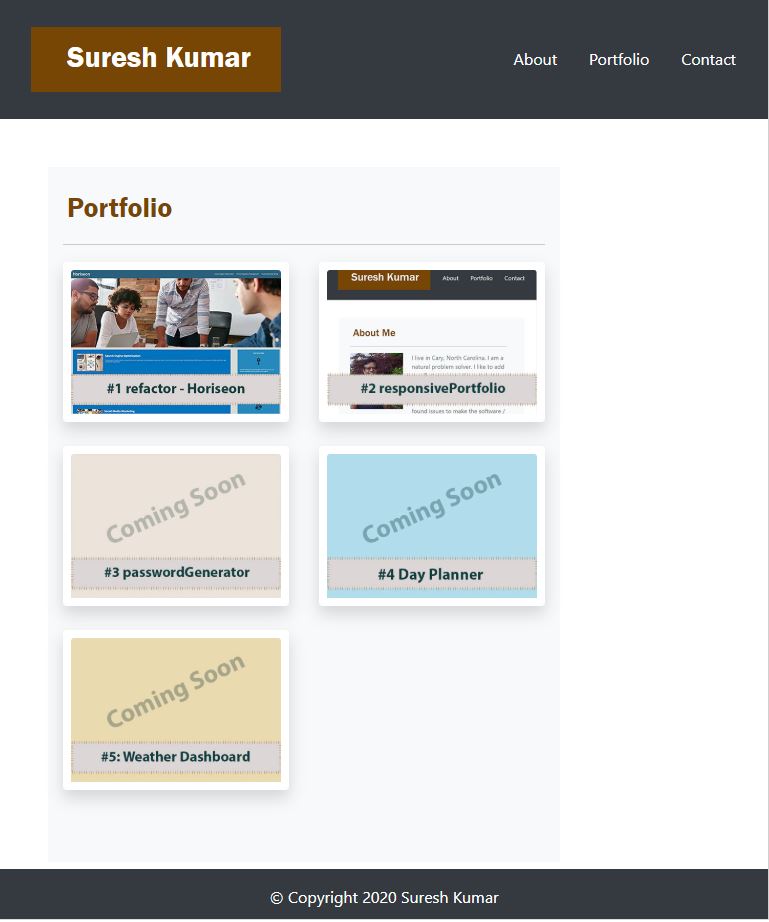 Suresh Kumar
About Portfolio Contact
Portfolio
Horiseon
Search Engine Optimization
#1 refactor - Horiseon
Social Media Marketing
Suresh Kumar About Portfolio Contact
About Me
I live in Cary, North Carolina. I am a
natural problem solver. I like to add
#2 responsivePortfolio
found issues to make the software /
Coming Soon
#3 passwordGenerator
Coming Soon
#4 Day Planner
Coming Soon
#5: Weather Dashboard
© Copyright 2020 Suresh Kumar